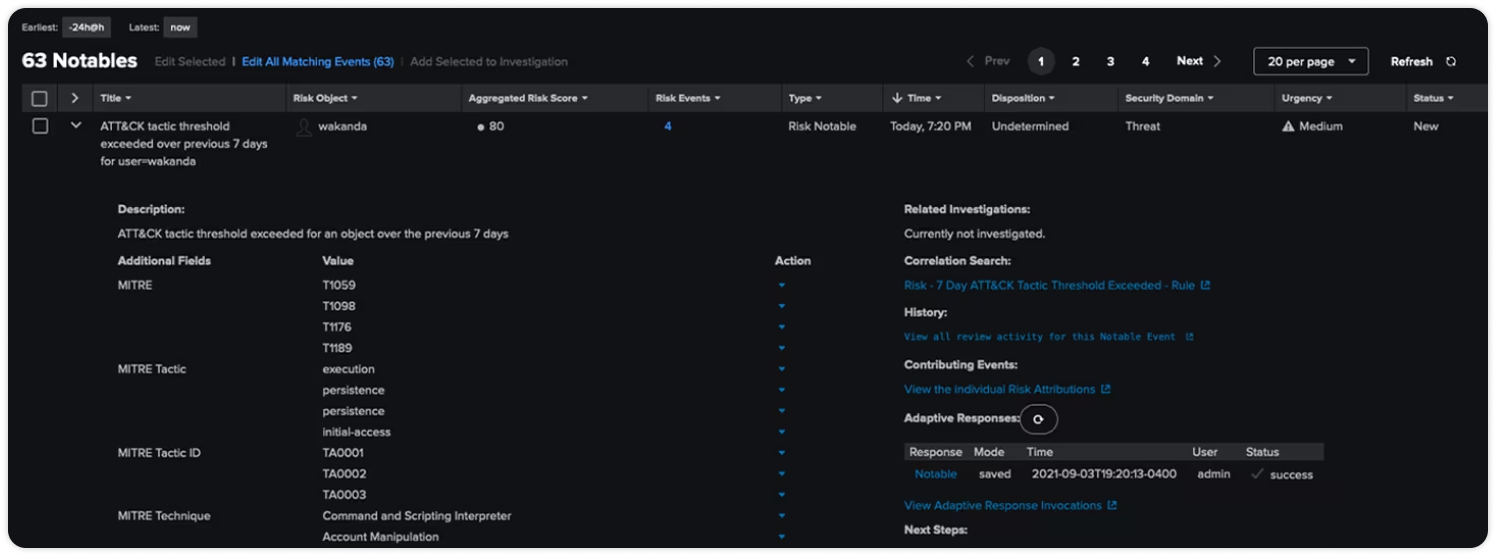 Earliest: -24h@h Latest: now
63 Notables Edit Selected | Edit All Matching Events (63) | Add Selected to Investigation
Prev 1 2 3 4 Next 20 per page Refresh
Title Risk Object Aggregated Risk Score Risk Events Type Time Disposition Security Domain Urgency Status
ATT&CK tactic threshold wakanda 80 4 Risk Notable Today, 7:20 PM Undetermined Threat Medium New
exceeded over previous 7 days
for user=wakanda
Description:
ATT&CK tactic threshold exceeded for an object over the previous 7 days
Additional Fields Value Action
MITRE T1059
T1098
T1176
T1189
MITRE Tactic execution
persistence
persistence
initial-access
MITRE Tactic ID TA0001
TA0002
TA0003
MITRE Technique Command and Scripting Interpreter
Account Manipulation
Related Investigations:
Currently not investigated.
Correlation Search:
Risk - 7 Day ATT&CK Tactic Threshold Exceeded - Rule
History:
View all review activity for this Notable Event
Contributing Events:
View the individual Risk Attributions
Adaptive Responses:
Response Mode Time User Status
Notable saved 2021-09-03T19:20:13-0400 admin success
View Adaptive Response Invocations
Next Steps: